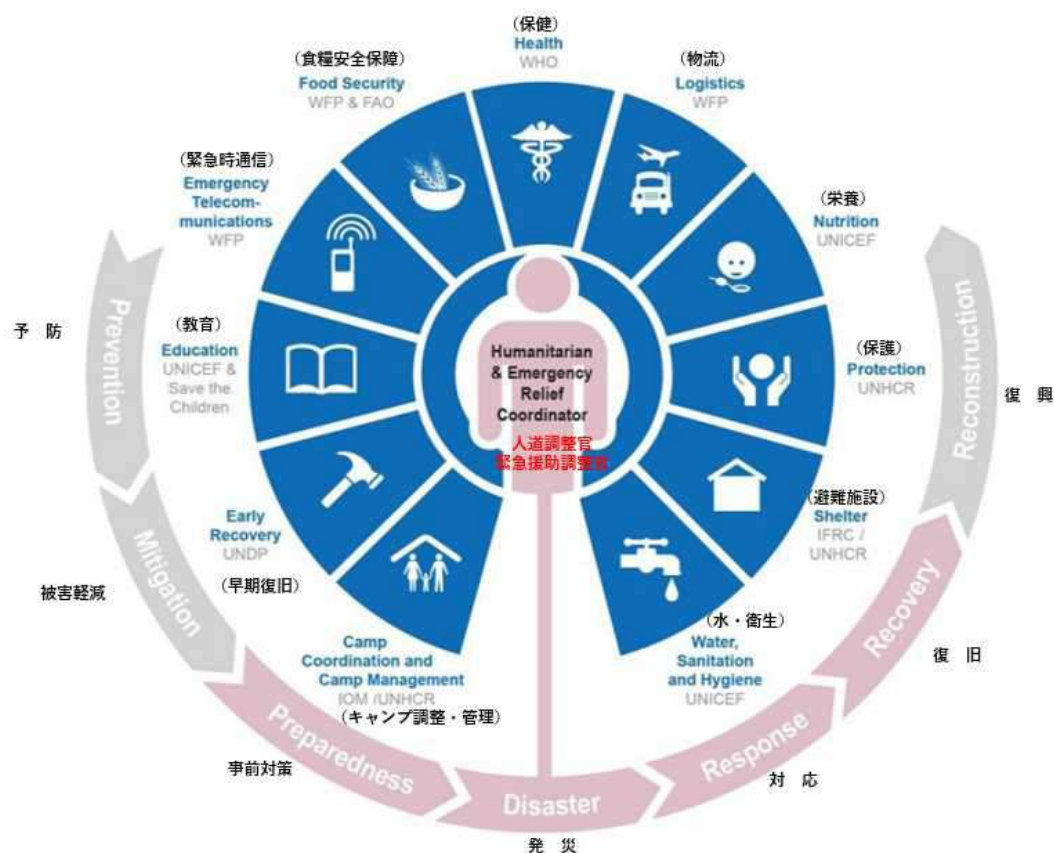 (保健)
Health
WHO
(物流)
Logistics
WFP
(栄養)
Nutrition
UNICEF
(保護)
Protection
UNHCR
(避難施設)
Shelter
IFRC /
UNHCR
(水・衛生)
Water,
Sanitation
and Hygiene
UNICEF
(キャンプ調整・管理)
Camp
Coordination and
Camp Management
IOM /UNHCR
Early
Recovery
UNDP
(早期復旧)
(教育)
Education
UNICEF &
Save the
Children
(緊急時通信)
Emergency
Telecom-
munications
WFP
(食糧安全保障)
Food Security
WFP & FAO
Humanitarian
& Emergency
Relief
Coordinator
人道調整官
緊急援助調整官
予 防
Prevention
被害軽減
Mitigation
事前対策
Preparedness
Disaster
発 災
Response
対 応
Recovery
復 旧
Reconstruction
復 興